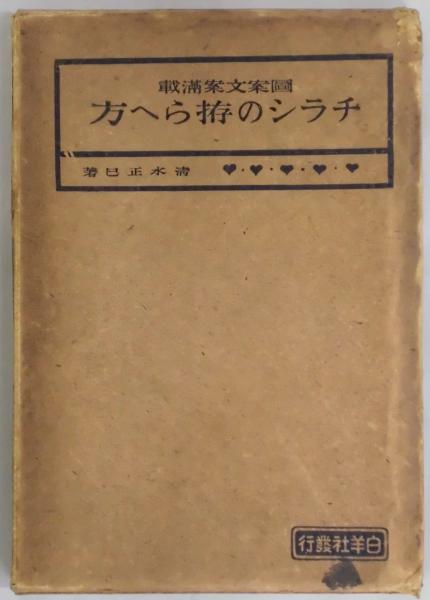 圖案文案滿載
チラシの拵らへ方
淸水正巳著
白羊社發行